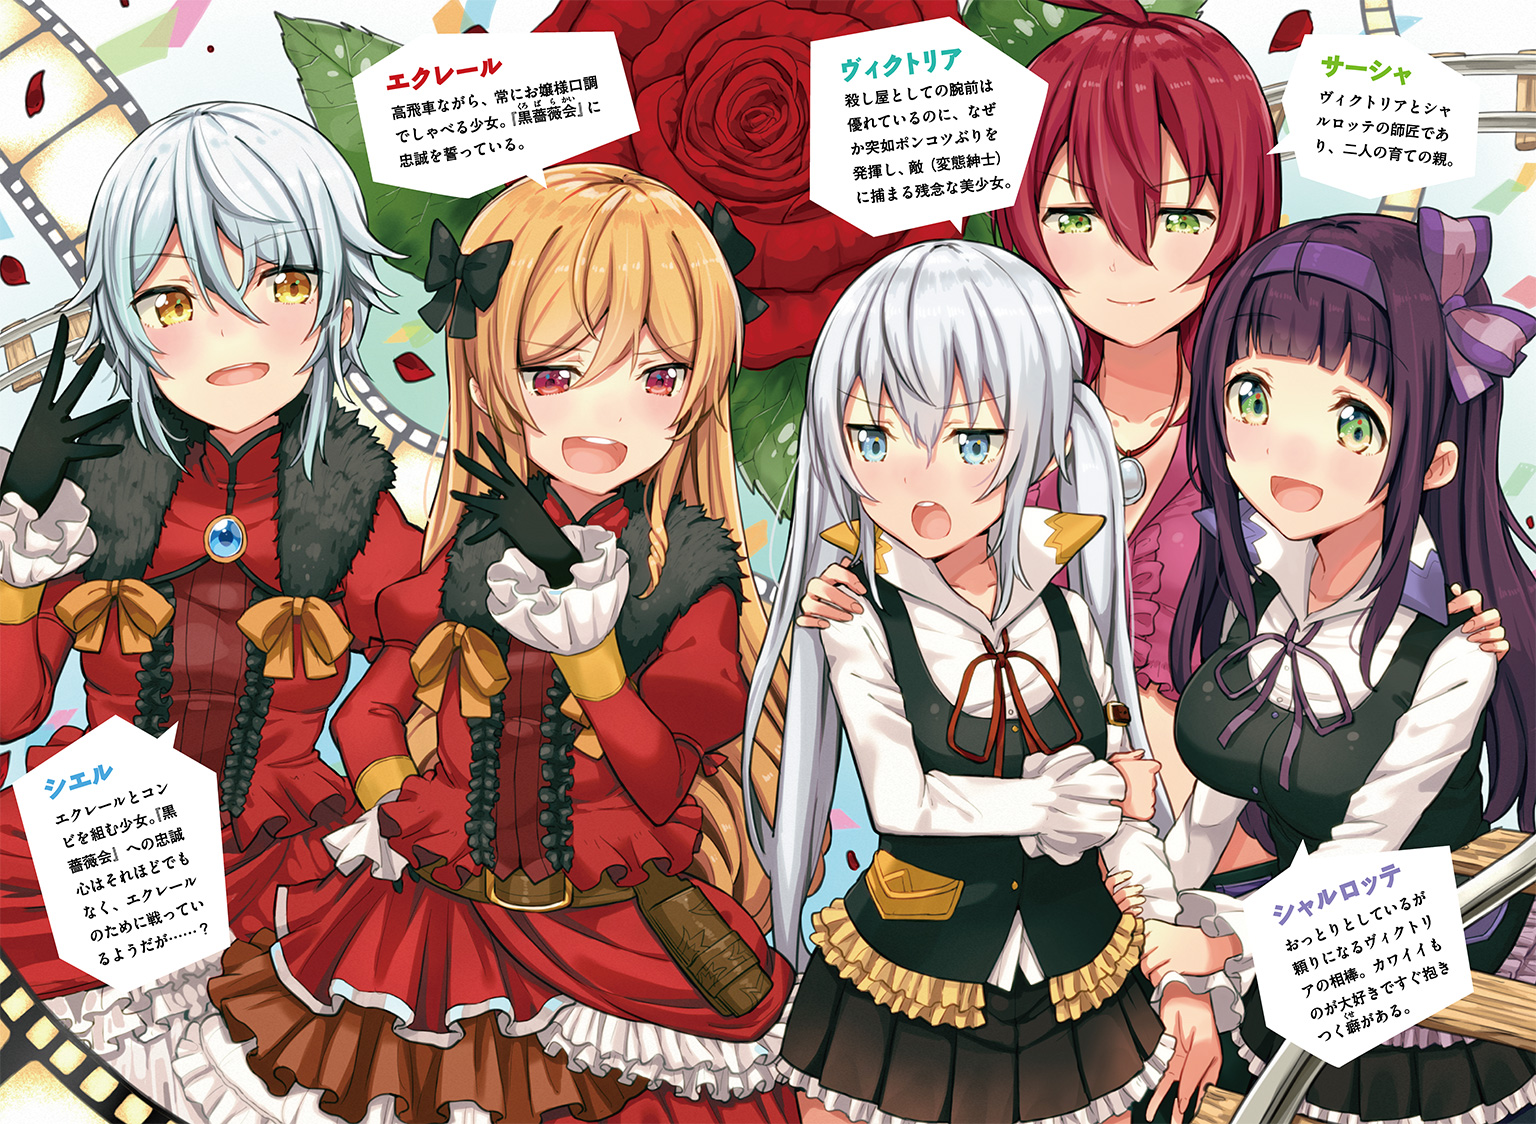 エクレール
高飛車ながら、常にお嬢様口調
でしゃべる少女。『黒薔薇会』に
くろばらかい
忠誠を誓っている。
ヴィクトリア
殺し屋としての腕前は
優れているのに、なぜ
か突如ポンコツぶりを
発揮し、敵（変態紳士）
に捕まる残念な美少女。
サーシャ
ヴィクトリアとシャ
ルロッテの師匠であ
り、二人の育ての親。
シエル
エクレールとコン
ビを組む少女。『黒
薔薇会』への忠誠
心はそれほどでも
なく、エクレール
のために戦ってい
るようだが……？
シャルロッテ
おっとりとしているが
頼りになるヴィクトリ
アの相棒。カワイイも
のが大好きですぐ抱き
つく癖がある。
くせ